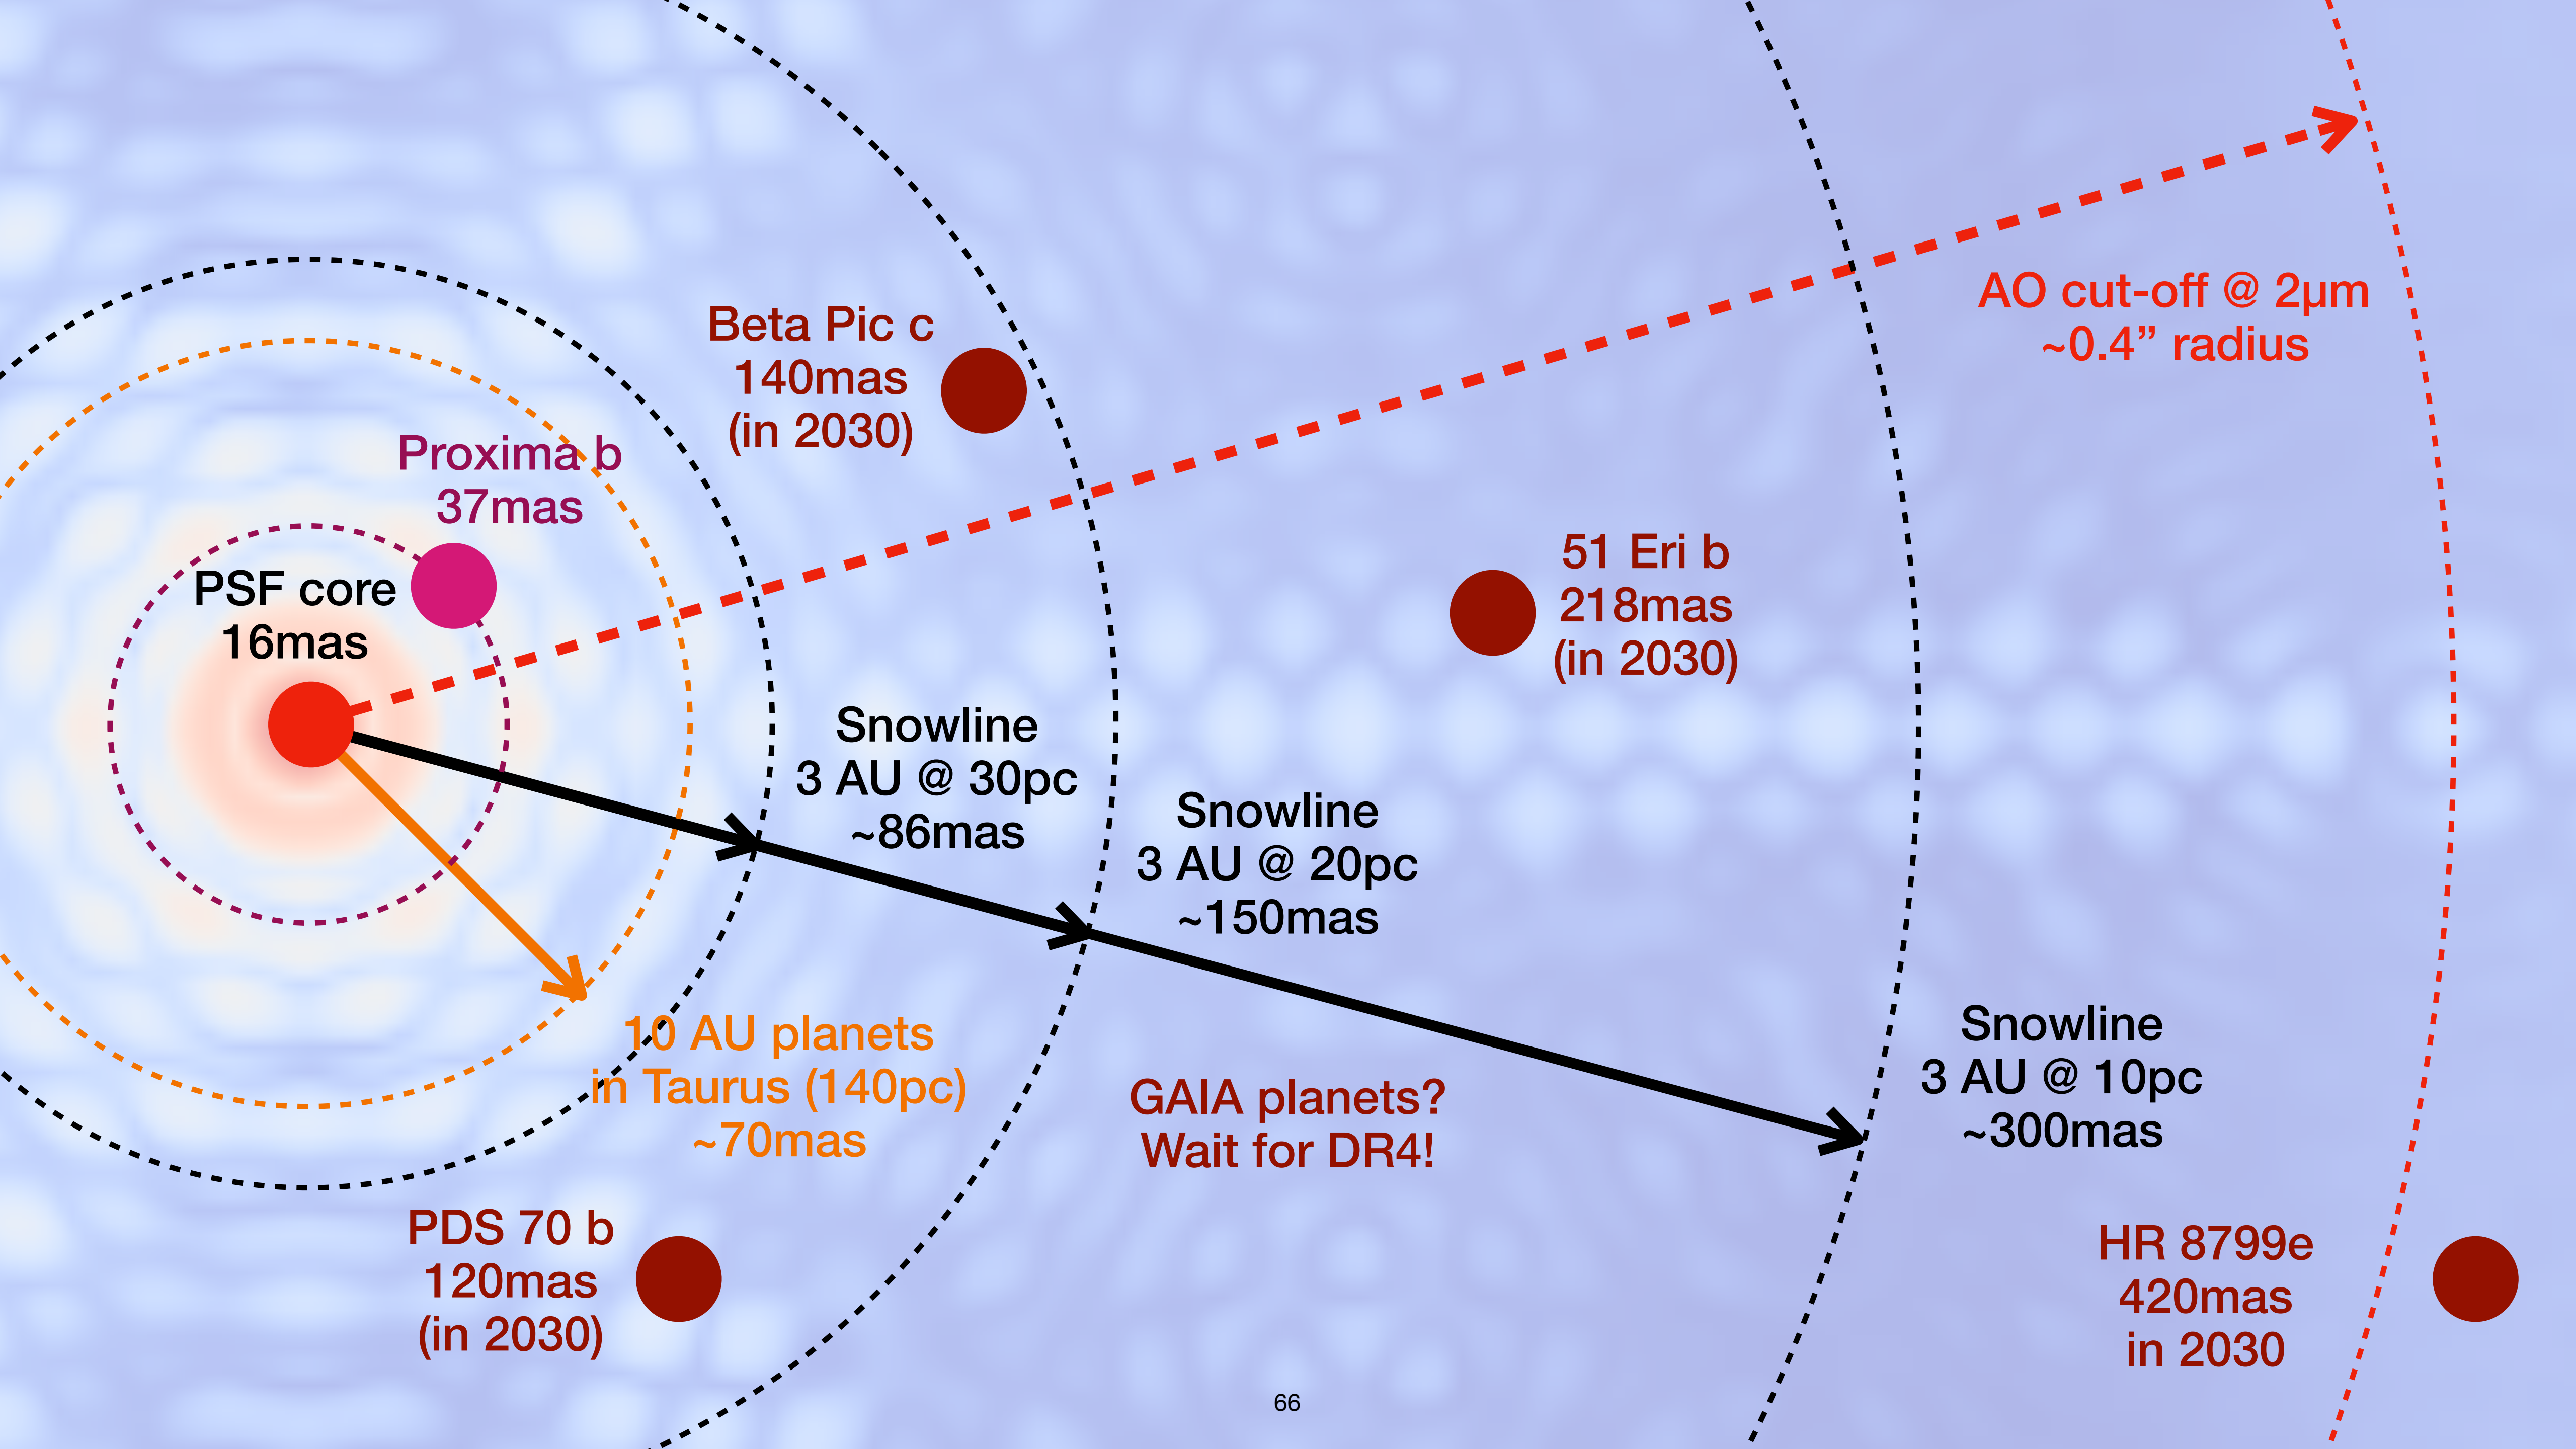 Beta Pic c
140mas
(in 2030)
AO cut-off @ 2µm
~0.4” radius
Proxima b
37mas
PSF core
16mas
51 Eri b
218mas
(in 2030)
Snowline
3 AU @ 30pc
~86mas
Snowline
3 AU @ 20pc
~150mas
Snowline
3 AU @ 10pc
~300mas
10 AU planets
in Taurus (140pc)
~70mas
GAIA planets?
Wait for DR4!
PDS 70 b
120mas
(in 2030)
HR 8799e
420mas
in 2030
66